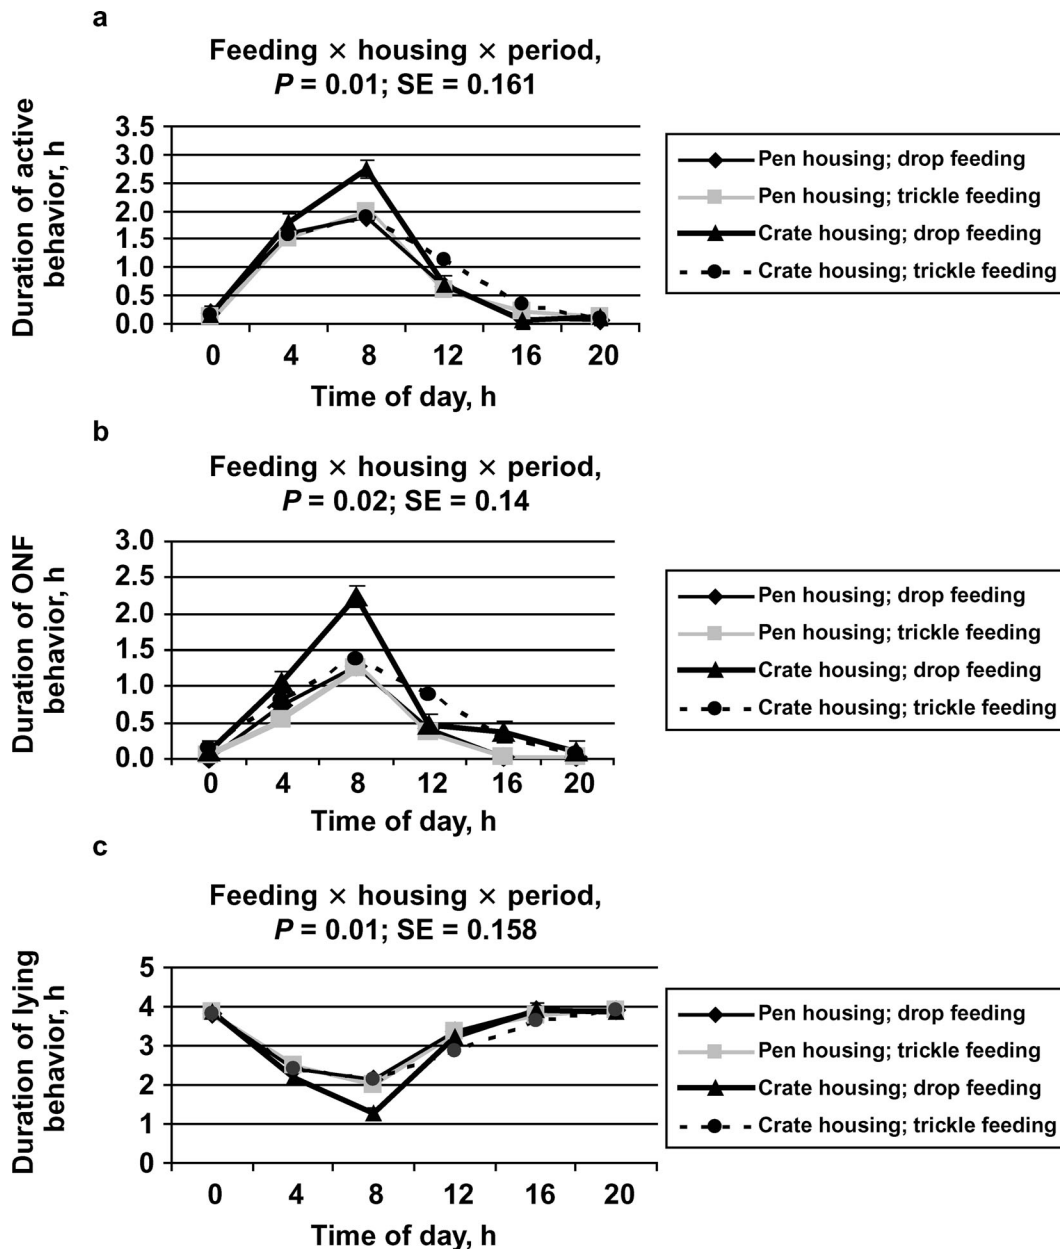 a
Feeding × housing × period,
P = 0.01; SE = 0.161
Duration of active
behavior, h
3.5
3.0
2.5
2.0
1.5
1.0
0.5
0.0
0 4 8 12 16 20
Time of day, h
Pen housing; drop feeding
Pen housing; trickle feeding
Crate housing; drop feeding
Crate housing; trickle feeding
b
Feeding × housing × period,
P = 0.02; SE = 0.14
Duration of ONF
behavior, h
3.0
2.5
2.0
1.5
1.0
0.5
0.0
0 4 8 12 16 20
Time of day, h
Pen housing; drop feeding
Pen housing; trickle feeding
Crate housing; drop feeding
Crate housing; trickle feeding
c
Feeding × housing × period,
P = 0.01; SE = 0.158
Duration of lying
behavior, h
5
4
3
2
1
0
0 4 8 12 16 20
Time of day, h
Pen housing; drop feeding
Pen housing; trickle feeding
Crate housing; drop feeding
Crate housing; trickle feeding